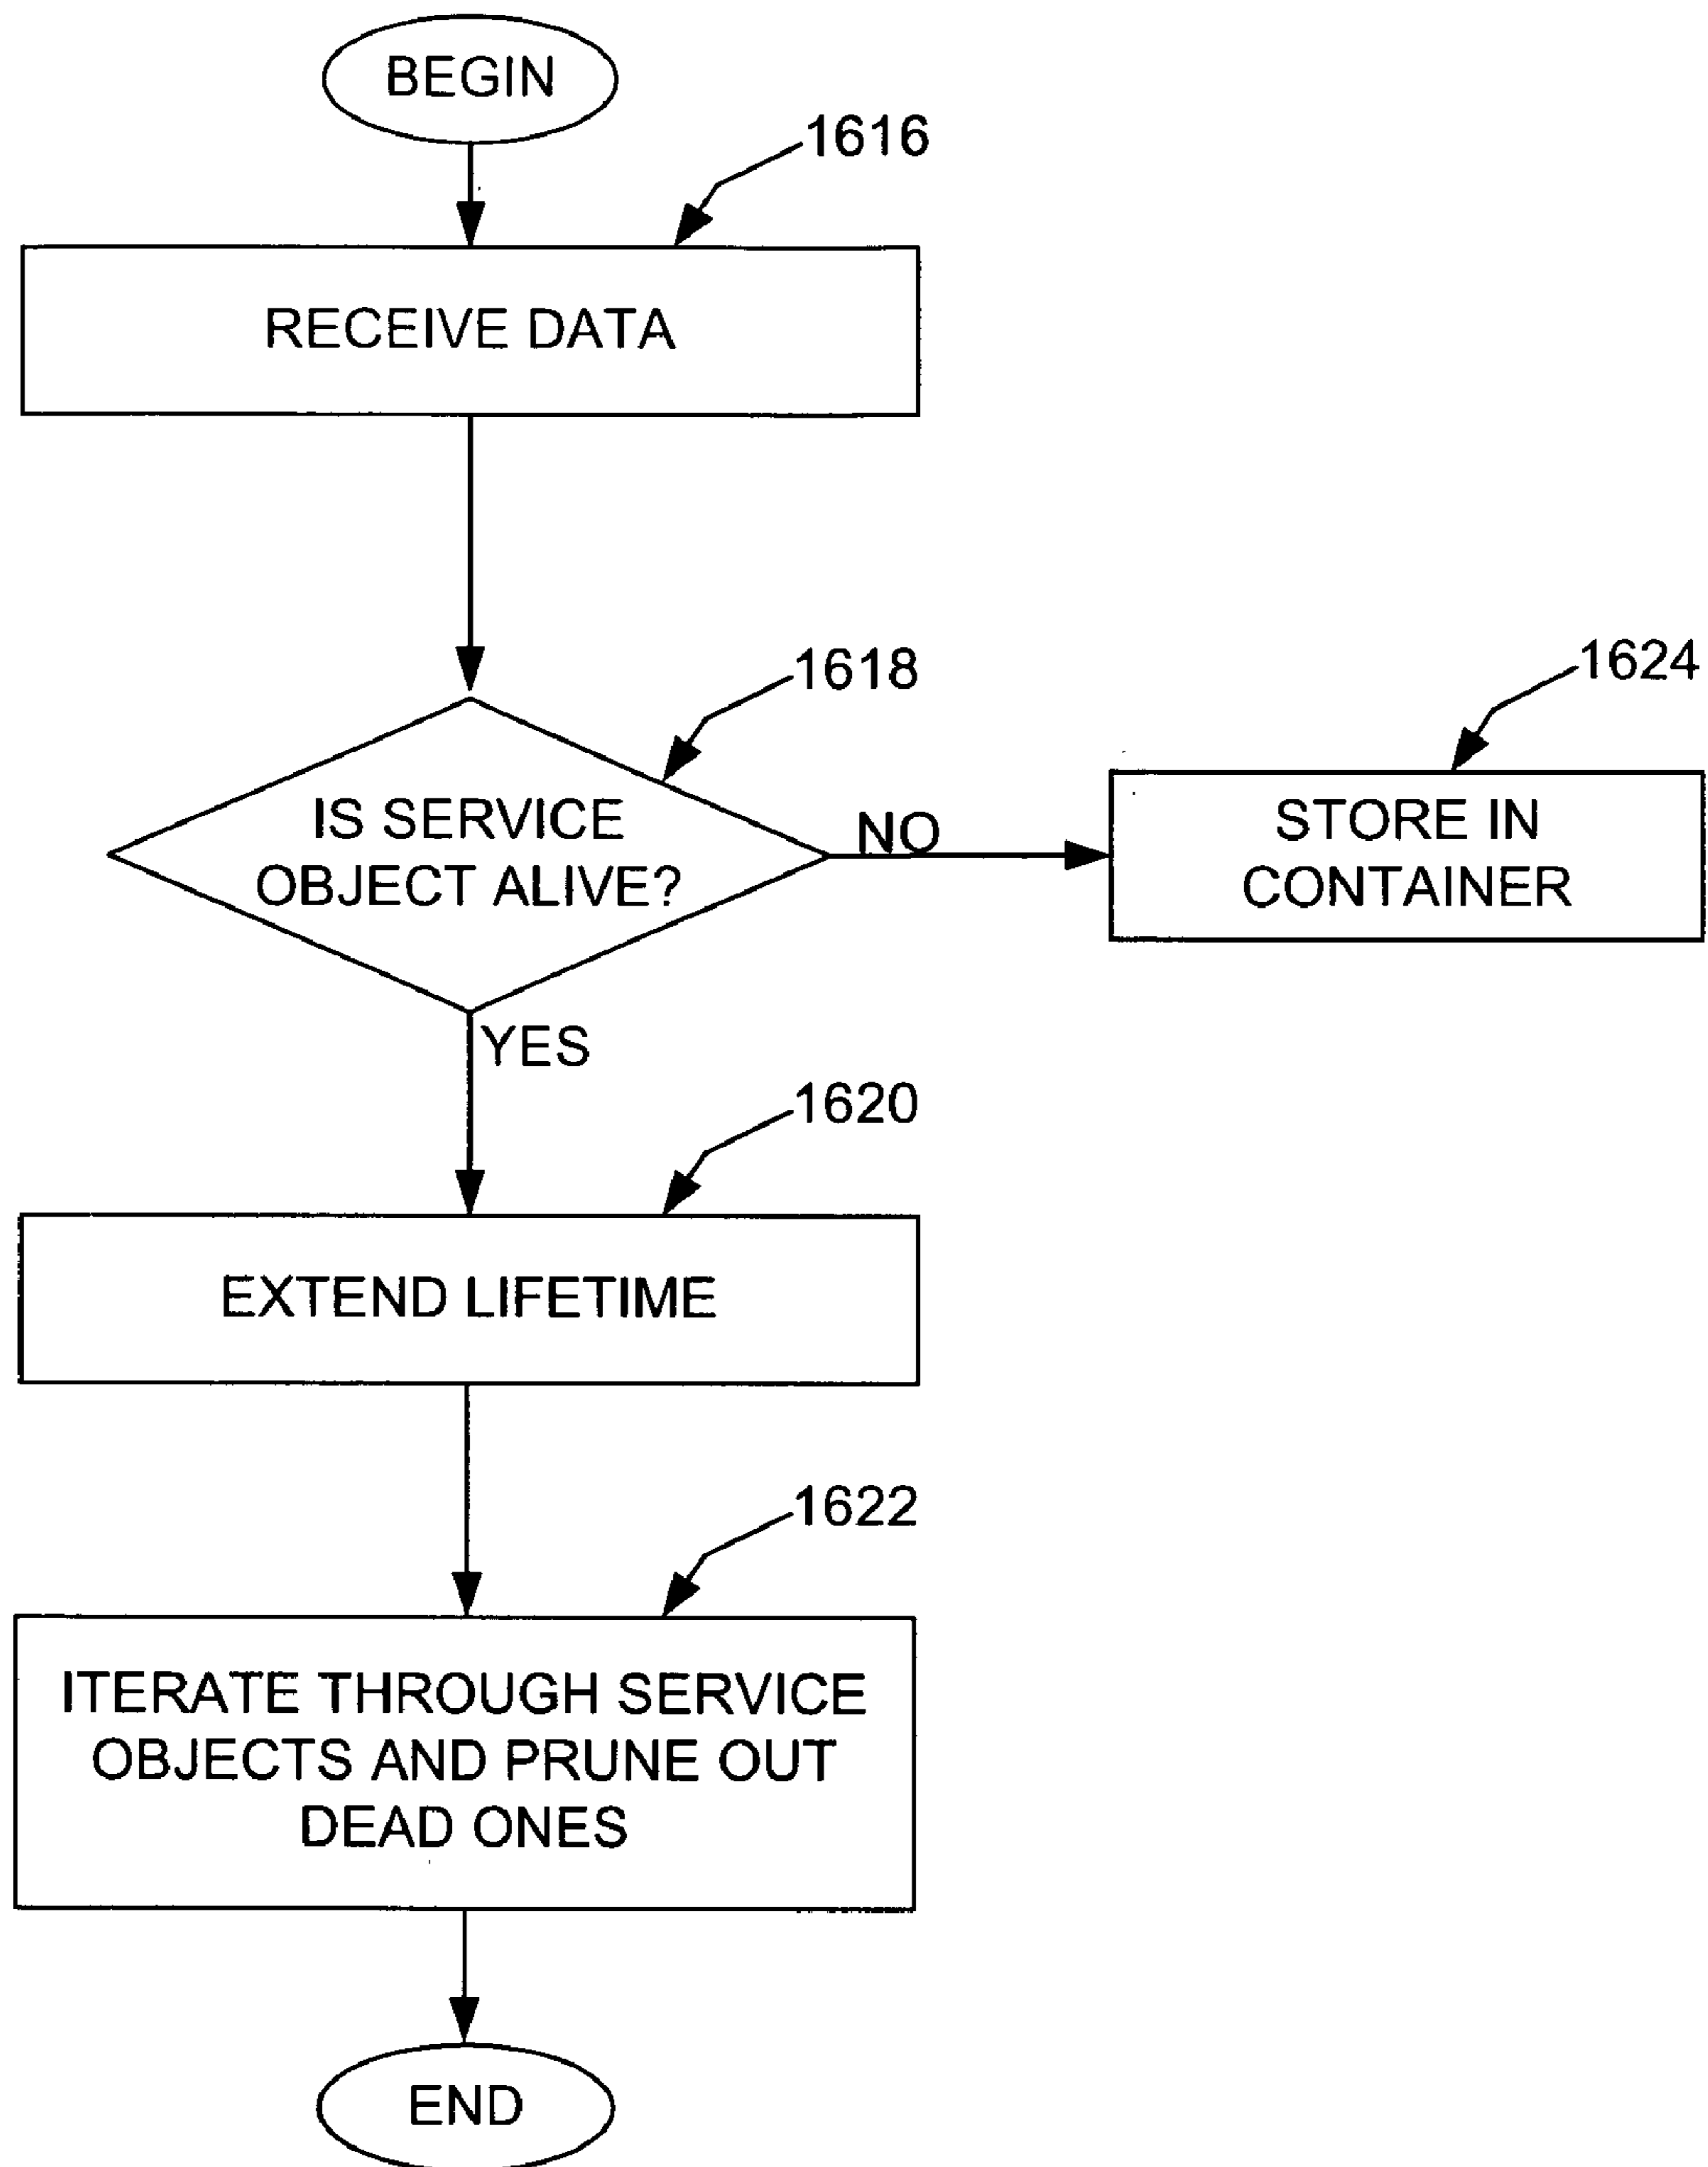 BEGIN
1616
RECEIVE DATA
1618
1624
IS SERVICE
OBJECT ALIVE?
NO
STORE IN
CONTAINER
YES
1620
EXTEND LIFETIME
1622
ITERATE THROUGH SERVICE
OBJECTS AND PRUNE OUT
DEAD ONES
END